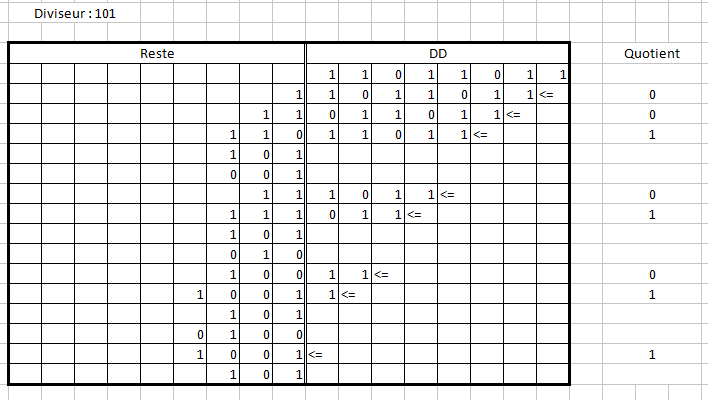 Diviseur : 101
Reste DD Quotient
1 1 0 1 1 0 1 1
1 1 0 1 1 0 1 1 <= 0
1 1 0 1 1 0 1 1 <= 0
1 1 0 1 1 0 1 1 <= 1
1 0 1
0 0 1
1 1 1 0 1 1 <= 0
1 1 1 0 1 1 <= 1
1 0 1
0 1 0
1 0 0 1 1 <= 0
1 0 0 1 1 <= 1
1 0 1
0 1 0 0
1 0 0 1 <= 1
1 0 1